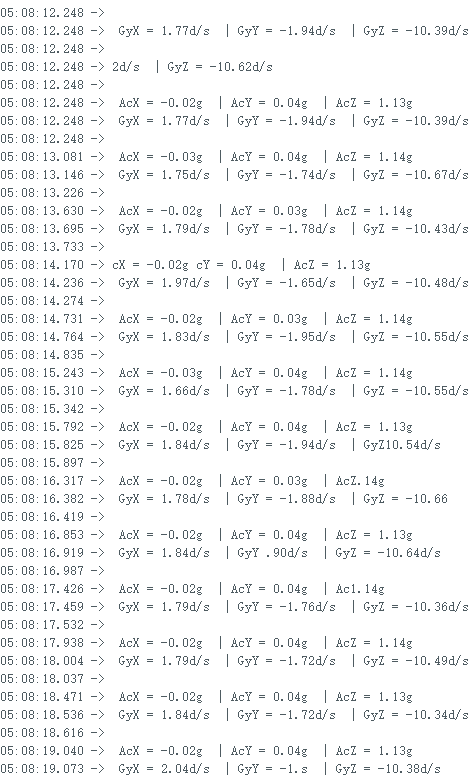 05:08:12.248 ->
05:08:12.248 ->  GyX = 1.77d/s  | GyY = -1.94d/s  | GyZ = -10.39d/s
05:08:12.248 ->
05:08:12.248 -> 2d/s  | GyZ = -10.62d/s
05:08:12.248 ->
05:08:12.248 ->  AcX = -0.02g  | AcY = 0.04g  | AcZ = 1.13g
05:08:12.248 ->  GyX = 1.77d/s  | GyY = -1.94d/s  | GyZ = -10.39d/s
05:08:12.248 ->
05:08:13.081 ->  AcX = -0.03g  | AcY = 0.04g  | AcZ = 1.14g
05:08:13.146 ->  GyX = 1.75d/s  | GyY = -1.74d/s  | GyZ = -10.67d/s
05:08:13.226 ->
05:08:13.630 ->  AcX = -0.02g  | AcY = 0.03g  | AcZ = 1.14g
05:08:13.695 ->  GyX = 1.79d/s  | GyY = -1.78d/s  | GyZ = -10.43d/s
05:08:13.733 ->
05:08:14.170 -> cX = -0.02g cY = 0.04g  | AcZ = 1.13g
05:08:14.236 ->  GyX = 1.97d/s  | GyY = -1.65d/s  | GyZ = -10.48d/s
05:08:14.274 ->
05:08:14.731 ->  AcX = -0.02g  | AcY = 0.03g  | AcZ = 1.14g
05:08:14.764 ->  GyX = 1.83d/s  | GyY = -1.95d/s  | GyZ = -10.55d/s
05:08:14.835 ->
05:08:15.243 ->  AcX = -0.03g  | AcY = 0.04g  | AcZ = 1.14g
05:08:15.310 ->  GyX = 1.66d/s  | GyY = -1.78d/s  | GyZ = -10.55d/s
05:08:15.342 ->
05:08:15.792 ->  AcX = -0.02g  | AcY = 0.04g  | AcZ = 1.13g
05:08:15.825 ->  GyX = 1.84d/s  | GyY = -1.94d/s  | GyZ10.54d/s
05:08:15.897 ->
05:08:16.317 ->  AcX = -0.02g  | AcY = 0.03g  | AcZ.14g
05:08:16.382 ->  GyX = 1.78d/s  | GyY = -1.88d/s  | GyZ = -10.66
05:08:16.419 ->
05:08:16.853 ->  AcX = -0.02g  | AcY = 0.04g  | AcZ = 1.13g
05:08:16.919 ->  GyX = 1.84d/s  | GyY .90d/s  | GyZ = -10.64d/s
05:08:16.987 ->
05:08:17.426 ->  AcX = -0.02g  | AcY = 0.04g  | Ac1.14g
05:08:17.459 ->  GyX = 1.79d/s  | GyY = -1.76d/s  | GyZ = -10.36d/s
05:08:17.532 ->
05:08:17.938 ->  AcX = -0.02g  | AcY = 0.04g  | AcZ = 1.14g
05:08:18.004 ->  GyX = 1.79d/s  | GyY = -1.72d/s  | GyZ = -10.49d/s
05:08:18.037 ->
05:08:18.471 ->  AcX = -0.02g  | AcY = 0.04g  | AcZ = 1.13g
05:08:18.536 ->  GyX = 1.84d/s  | GyY = -1.72d/s  | GyZ = -10.34d/s
05:08:18.616 ->
05:08:19.040 ->  AcX = -0.02g  | AcY = 0.04g  | AcZ = 1.13g
05:08:19.073 ->  GyX = 2.04d/s  | GyY = -1.s  | GyZ = -10.38d/s